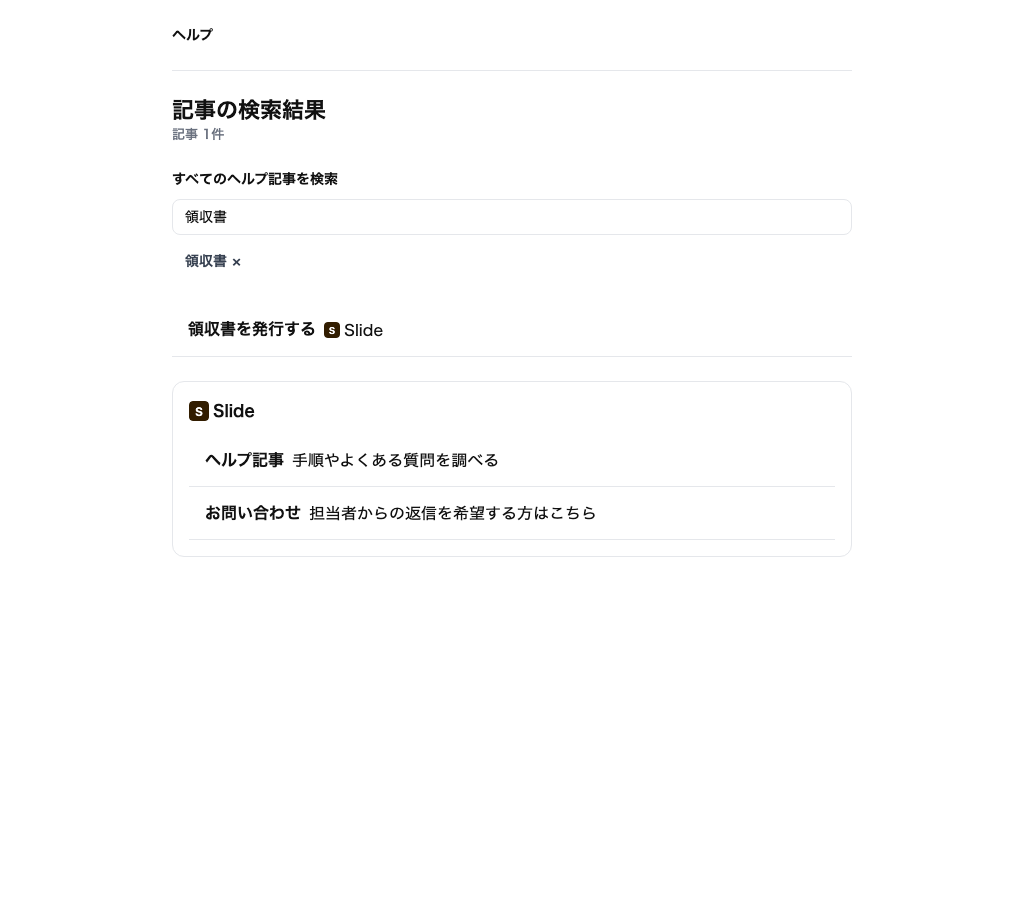 ヘルプ
記事の検索結果
記事 1件
すべてのヘルプ記事を検索
領収書
領収書 ×
領収書を発行する S Slide
S Slide
ヘルプ記事 手順やよくある質問を調べる
お問い合わせ 担当者からの返信を希望する方はこちら